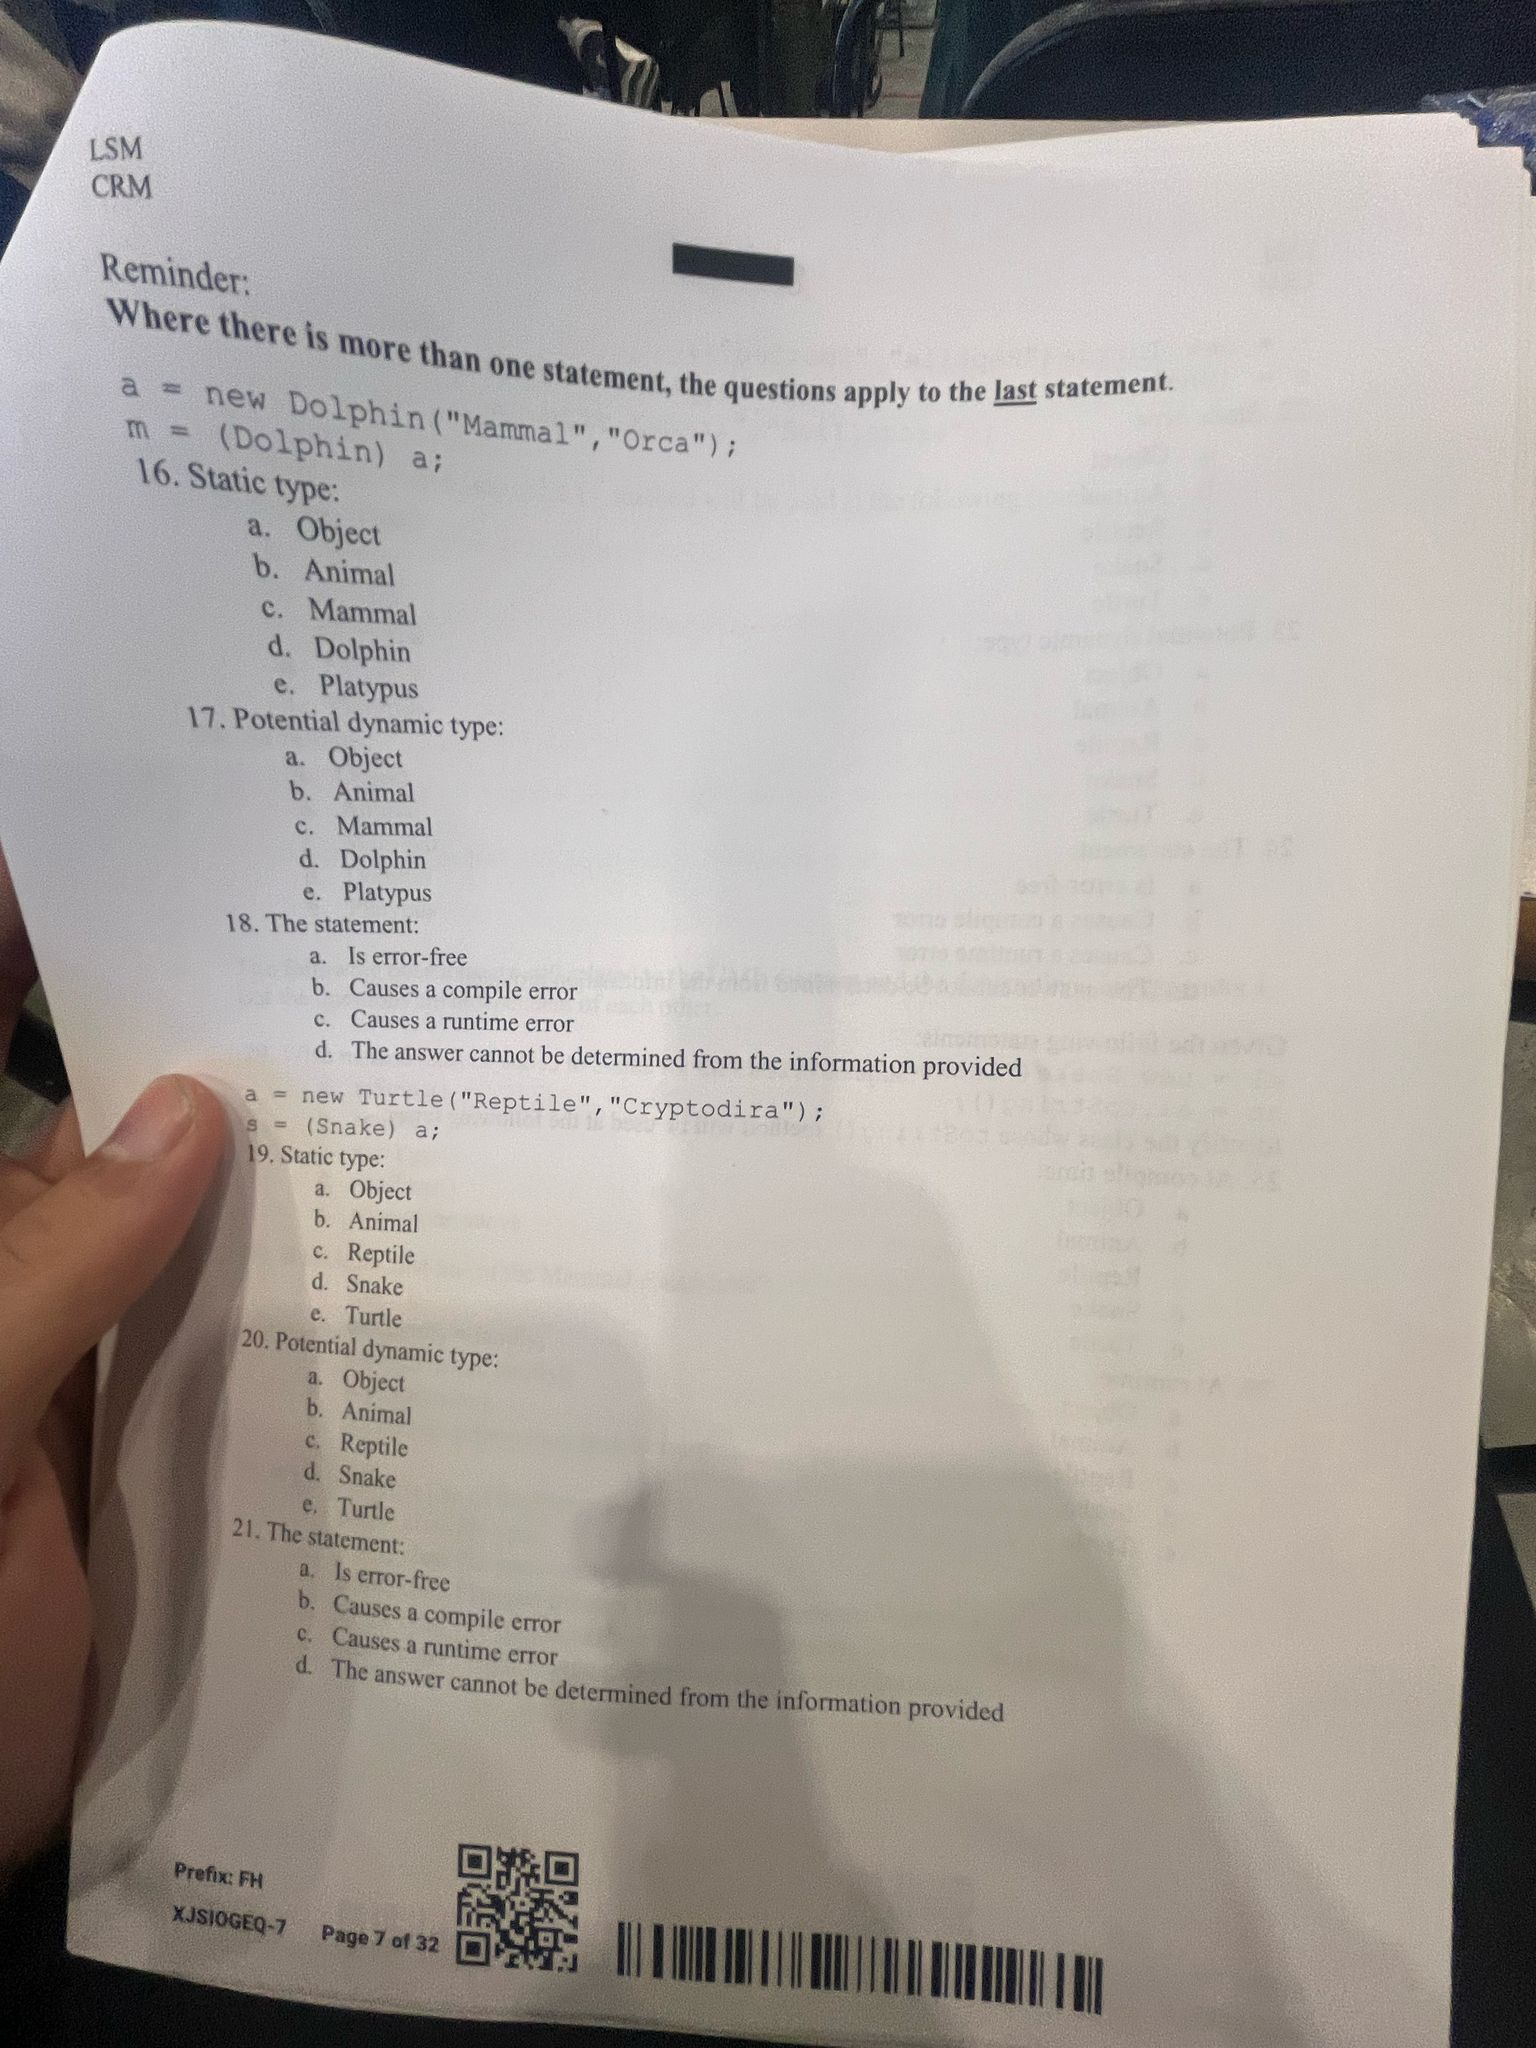 LSM
CRM
Reminder:
Where there is more than one statement, the questions apply to the last statement.
a = new Dolphin("Mammal","Orca");
m = (Dolphin) a;
16. Static type:
a. Object
b. Animal
c. Mammal
d. Dolphin
e. Platypus
17. Potential dynamic type:
a. Object
b. Animal
c. Mammal
d. Dolphin
e. Platypus
18. The statement:
a. Is error-free
b. Causes a compile error
c. Causes a runtime error
d. The answer cannot be determined from the information provided
a = new Turtle("Reptile","Cryptodira");
s = (Snake) a;
19. Static type:
a. Object
b. Animal
c. Reptile
d. Snake
e. Turtle
20. Potential dynamic type:
a. Object
b. Animal
c. Reptile
d. Snake
e. Turtle
21. The statement:
a. Is error-free
b. Causes a compile error
c. Causes a runtime error
d. The answer cannot be determined from the information provided
Prefix: FH
XJSIOGEQ-7 Page 7 of 32